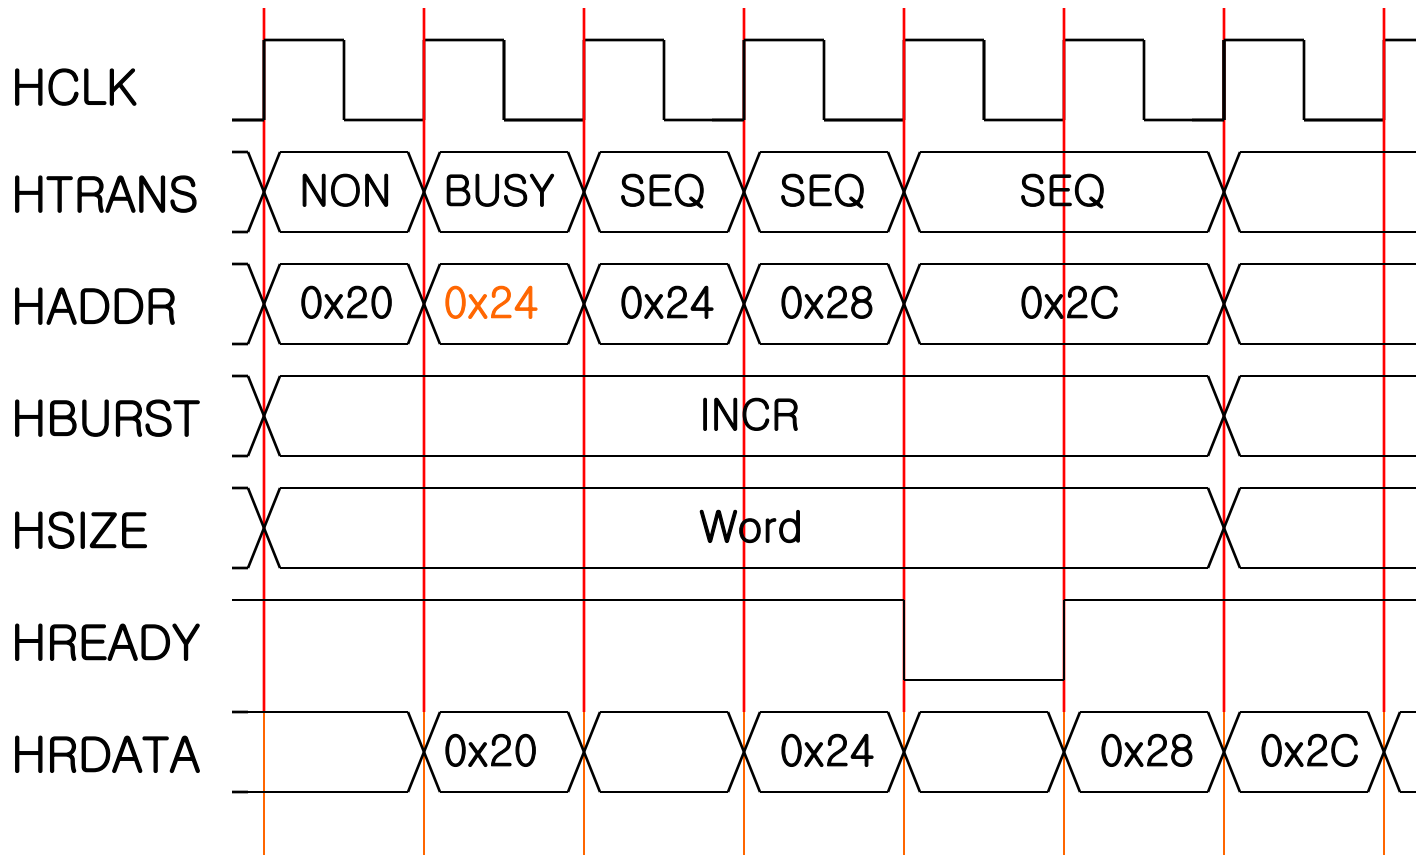 HCLK
HTRANS NON BUSY SEQ SEQ SEQ
HADDR 0x20 0x24 0x24 0x28 0x2C
HBURST INCR
HSIZE Word
HREADY
HRDATA 0x20 0x24 0x28 0x2C